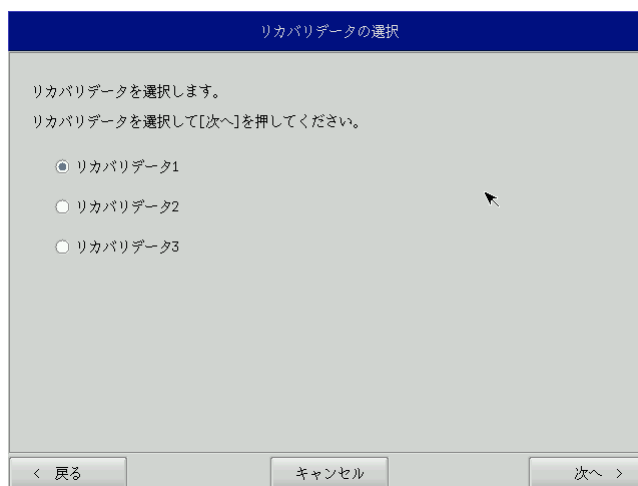 リカバリデータの選択
リカバリデータを選択します。
リカバリデータを選択して[次へ]を押してください。
リカバリデータ1
リカバリデータ2
リカバリデータ3
< 戻る
キャンセル
次へ >